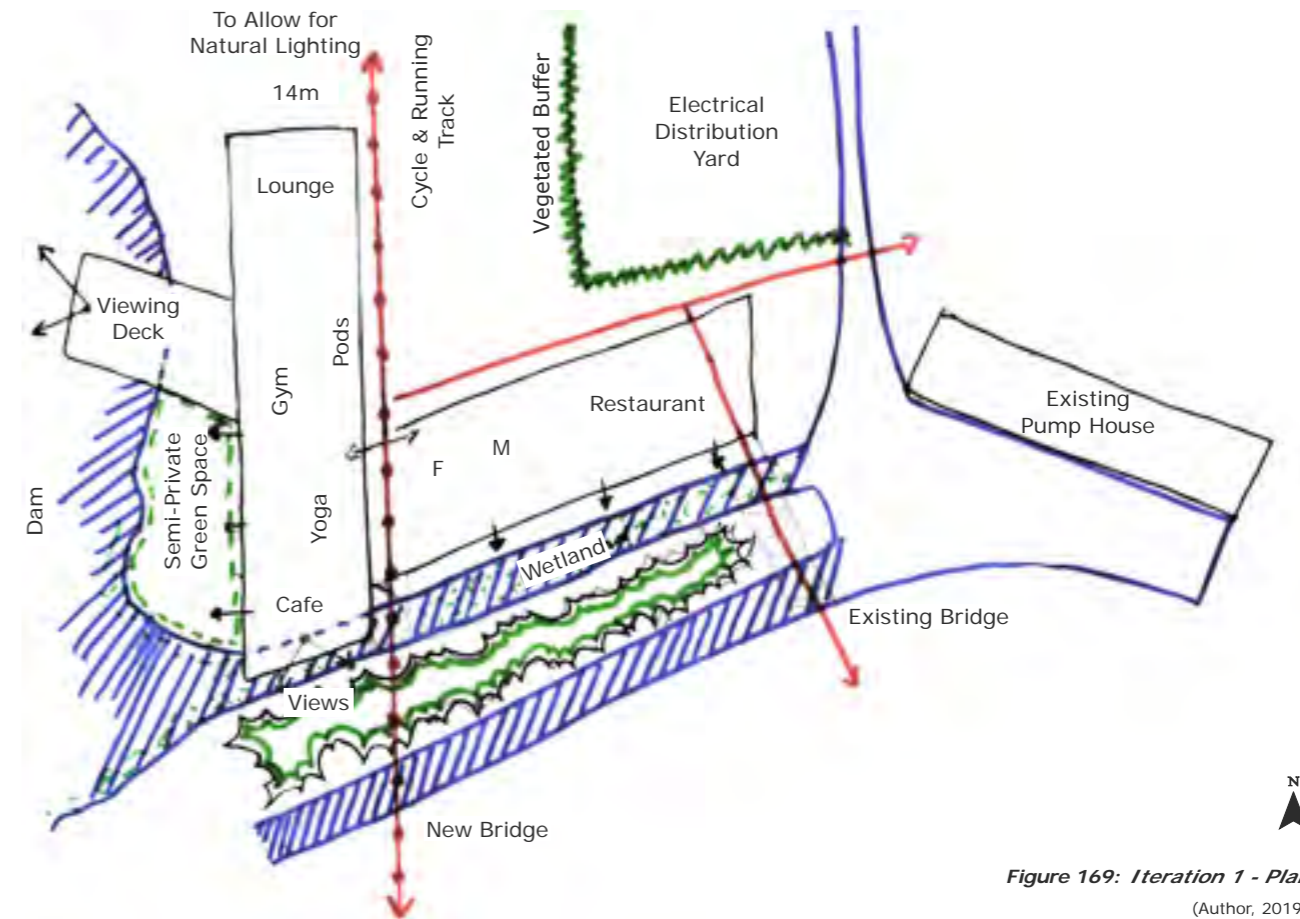 To Allow for
Natural Lighting
14m
Cycle & Running
Track
Vegetated Buffer
Electrical
Distribution
Yard
Lounge
Viewing
Deck
Pods
Gym
Restaurant
Existing
Pump House
F
M
Dam
Semi-Private
Green Space
Yoga
Wetland
Cafe
Existing Bridge
Views
New Bridge
N
Figure 169: Iteration 1 - Pla
(Author, 2019